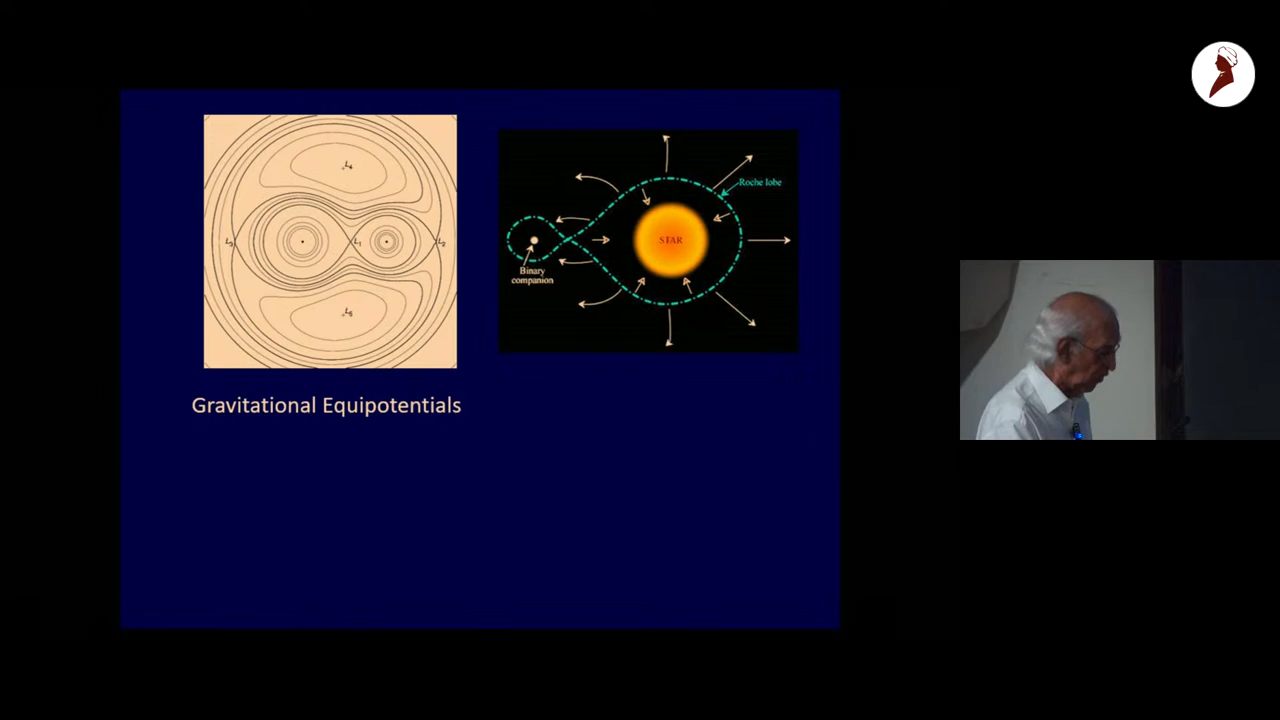 L4
L3
L1
L2
L5
Roche lobe
STAR
Binary
companion
Gravitational Equipotentials